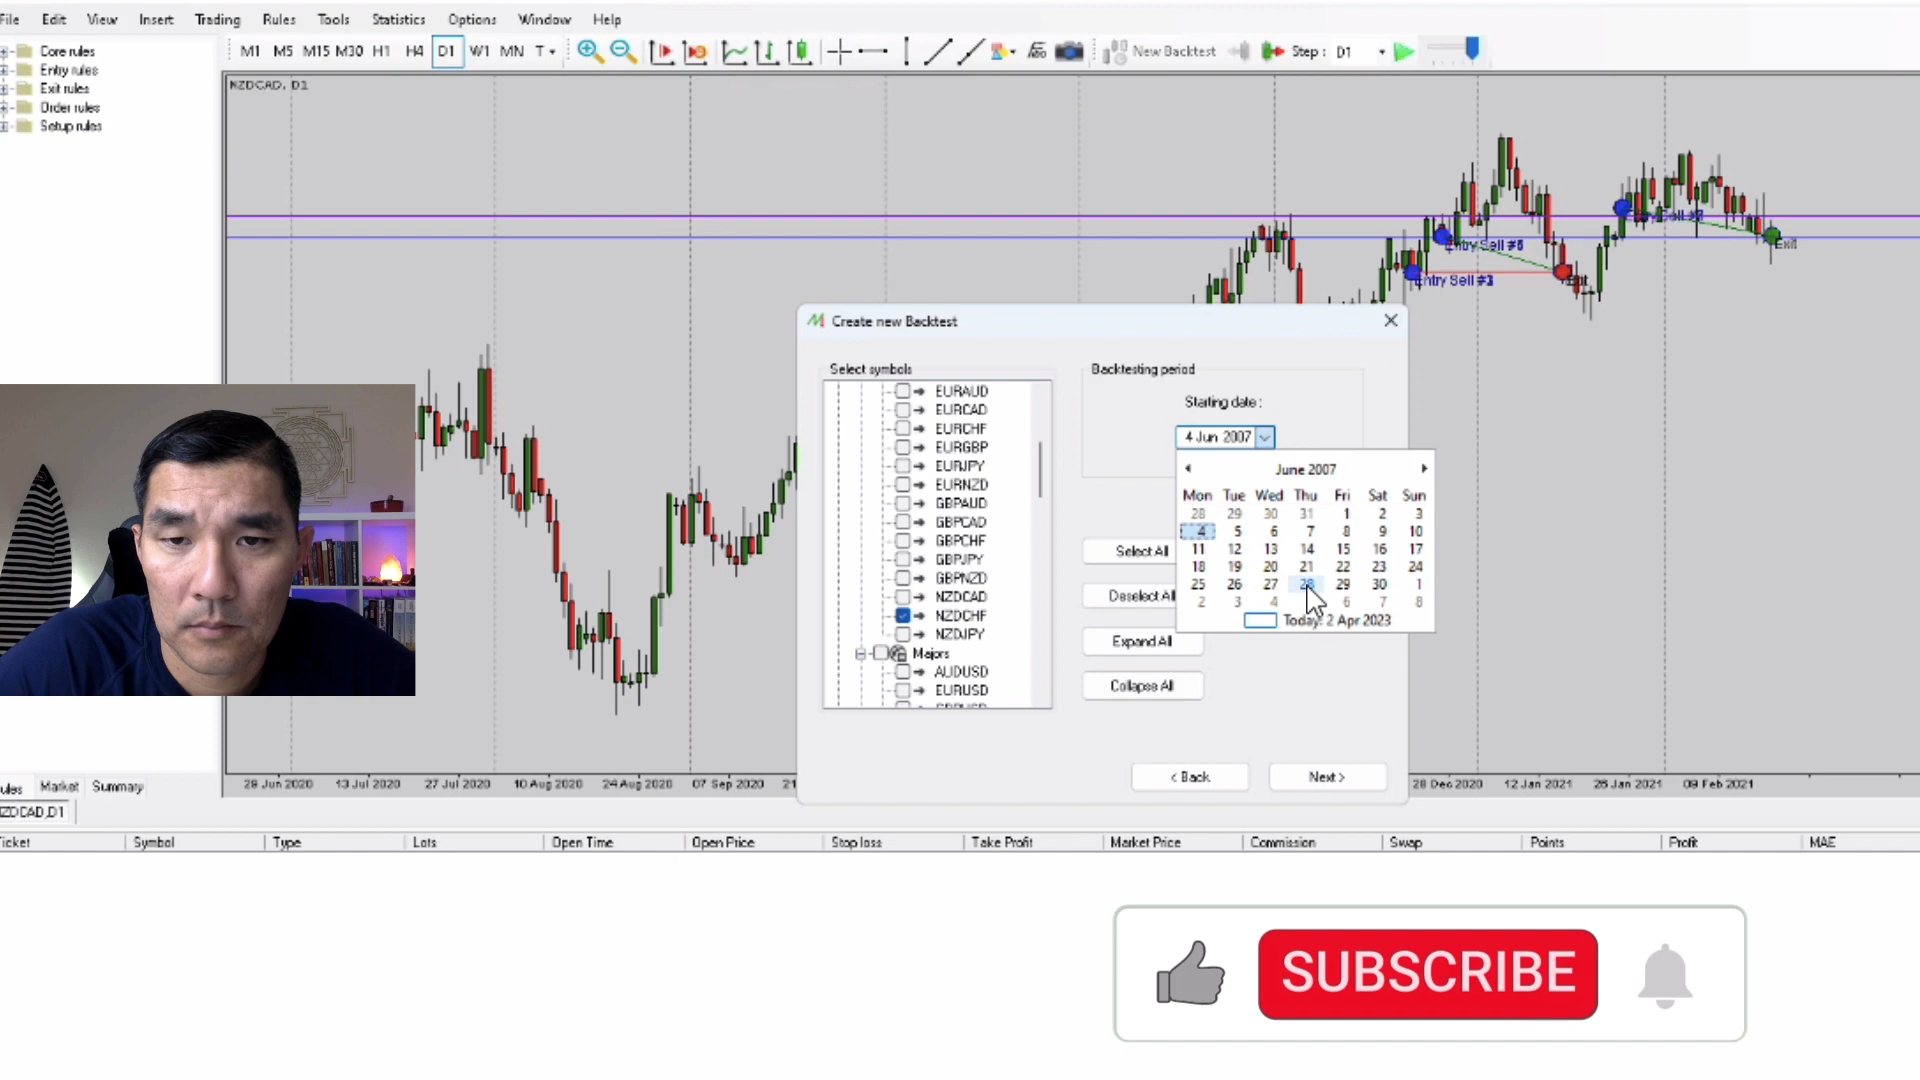 File Edit View Insert Trading Rules Tools Statistics Options Window Help
M1 M5 M15 M30 H1 H4 D1 W1 MN T New Backtest Step : D1
Core rules
Entry rules
Exit rules
Order rules
Setup rules
NZDCAD, D1
Entry Sell
Exit
Entry Sell
Entry Sell
Create new Backtest
Select symbols
EURAUD
EURCAD
EURCHF
EURGBP
EURJPY
EURNZD
GBPAUD
GBPCAD
GBPCHF
GBPJPY
GBPNZD
NZDCAD
NZDCHF
NZDJPY
Majors
AUDUSD
EURUSD
Backtesting period
Starting date :
4 Jun 2007
June 2007
Mon Tue Wed Thu Fri Sat Sun
28 29 30 31 1 2 3
4 5 6 7 8 9 10
11 12 13 14 15 16 17
18 19 20 21 22 23 24
25 26 27 28 29 30 1
2 3 4 6 7 8
Today: 2 Apr 2023
Select All
Deselect All
Expand All
Collapse All
< Back Next >
29 Jun 2020 13 Jul 2020 27 Jul 2020 10 Aug 2020 24 Aug 2020 07 Sep 2020 21 28 Dec 2020 12 Jan 2021 26 Jan 2021 09 Feb 2021
ules Market Summary
NZDCAD,D1
Ticket Symbol Type Lots Open Time Open Price Stop loss Take Profit Market Price Commission Swap Points Profit MAE
SUBSCRIBE